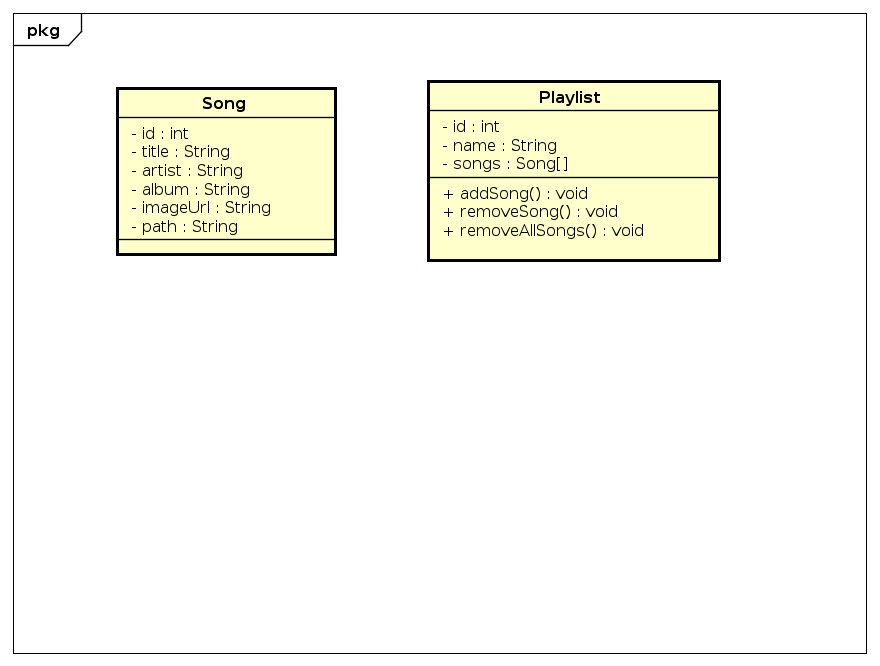 pkg
Song
- id : int
- title : String
- artist : String
- album : String
- imageUrl : String
- path : String
Playlist
- id : int
- name : String
- songs : Song[]
+ addSong() : void
+ removeSong() : void
+ removeAllSongs() : void